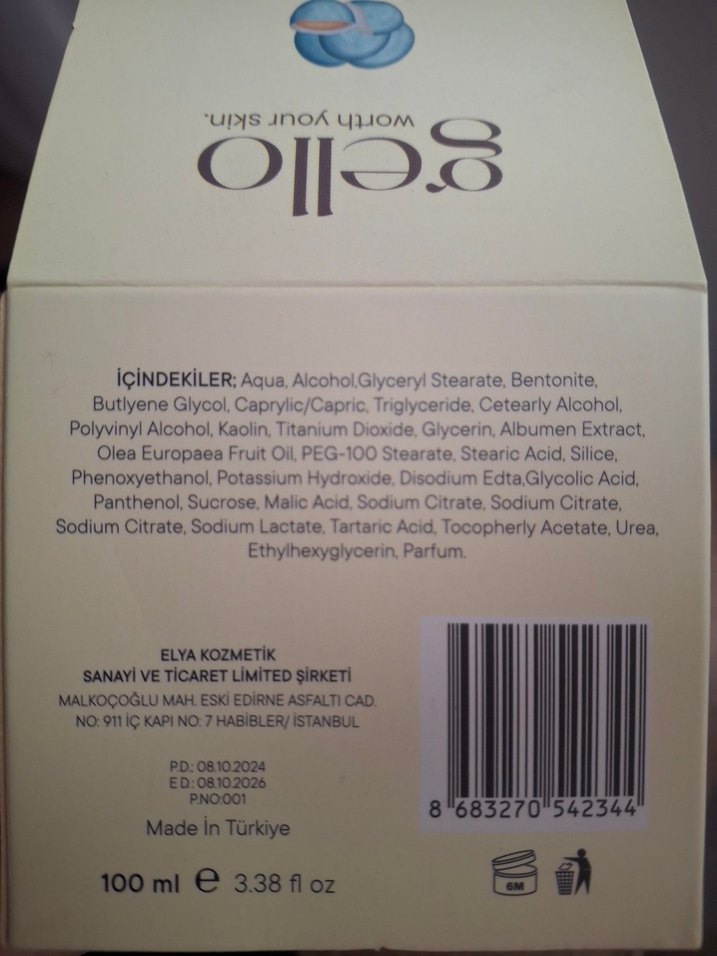 gello
worth your skin.
İÇİNDEKİLER; Aqua, Alcohol,Glyceryl Stearate, Bentonite,
Butlyene Glycol, Caprylic/Capric, Triglyceride, Cetearly Alcohol,
Polyvinyl Alcohol, Kaolin, Titanium Dioxide, Glycerin, Albumen Extract,
Olea Europaea Fruit Oil, PEG-100 Stearate, Stearic Acid, Silice,
Phenoxyethanol, Potassium Hydroxide, Disodium Edta,Glycolic Acid,
Panthenol, Sucrose, Malic Acid, Sodium Citrate, Sodium Citrate,
Sodium Citrate, Sodium Lactate, Tartaric Acid, Tocopherly Acetate, Urea,
Ethylhexyglycerin, Parfum.
ELYA KOZMETİK
SANAYİ VE TİCARET LİMİTED ŞİRKETİ
MALKOÇOĞLU MAH. ESKİ EDİRNE ASFALTI CAD.
NO: 911 İÇ KAPI NO: 7 HABİBLER/ İSTANBUL
P.D.: 08.10.2024
E.D.: 08.10.2026
P.NO:001
Made İn Türkiye
100 ml e 3.38 fl oz
8 683270 542344
6M